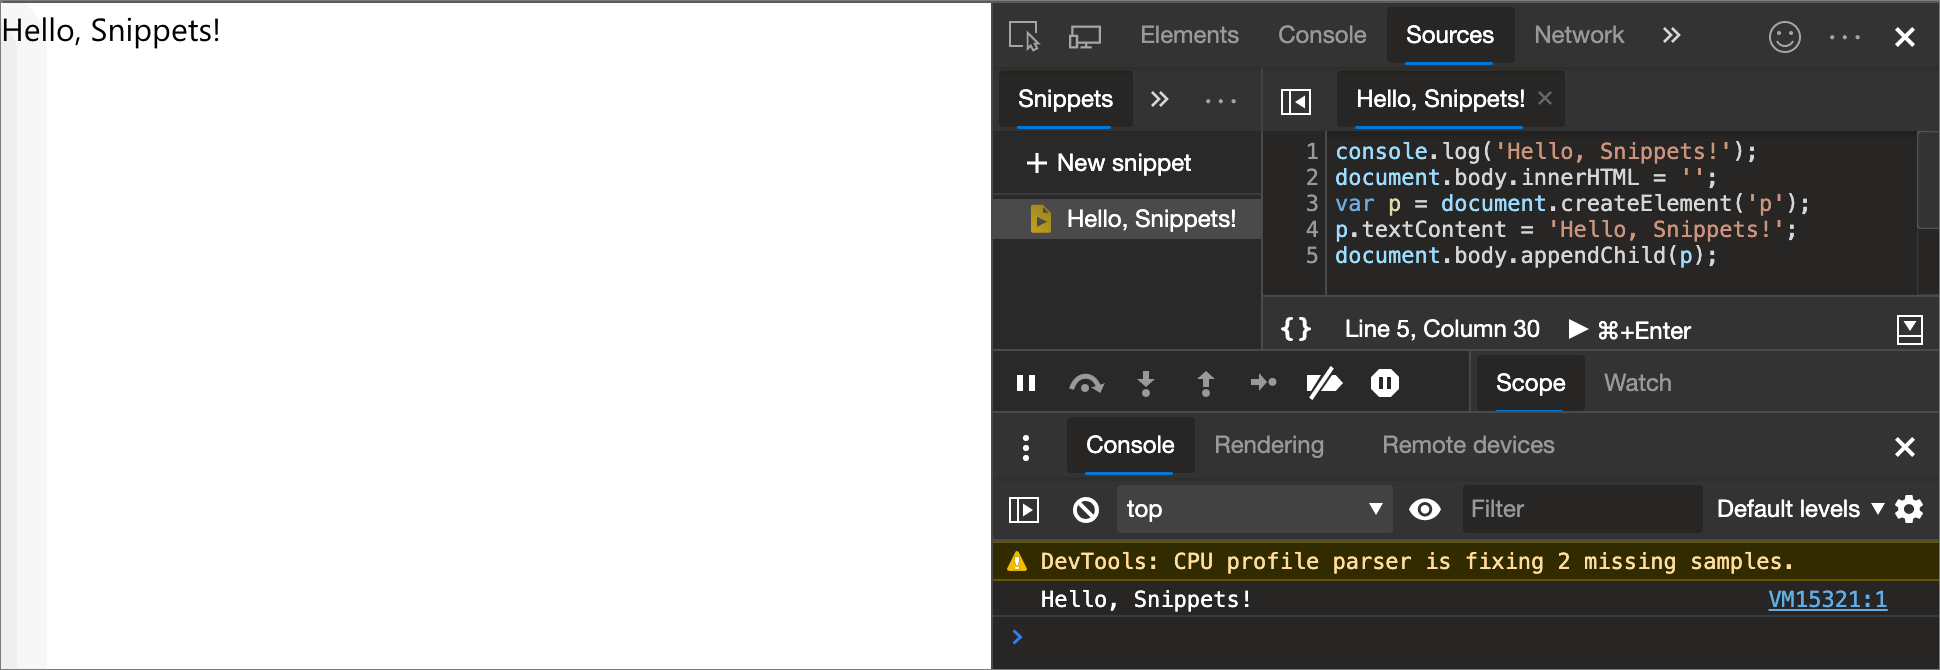 Hello, Snippets!
Elements Console Sources Network
Snippets
Hello, Snippets!
New snippet
Hello, Snippets!
1 console.log('Hello, Snippets!');
2 document.body.innerHTML = '';
3 var p = document.createElement('p');
4 p.textContent = 'Hello, Snippets!';
5 document.body.appendChild(p);
{} Line 5, Column 30 ⌘+Enter
Scope Watch
Console Rendering Remote devices
top Filter Default levels
DevTools: CPU profile parser is fixing 2 missing samples.
Hello, Snippets! VM15321:1